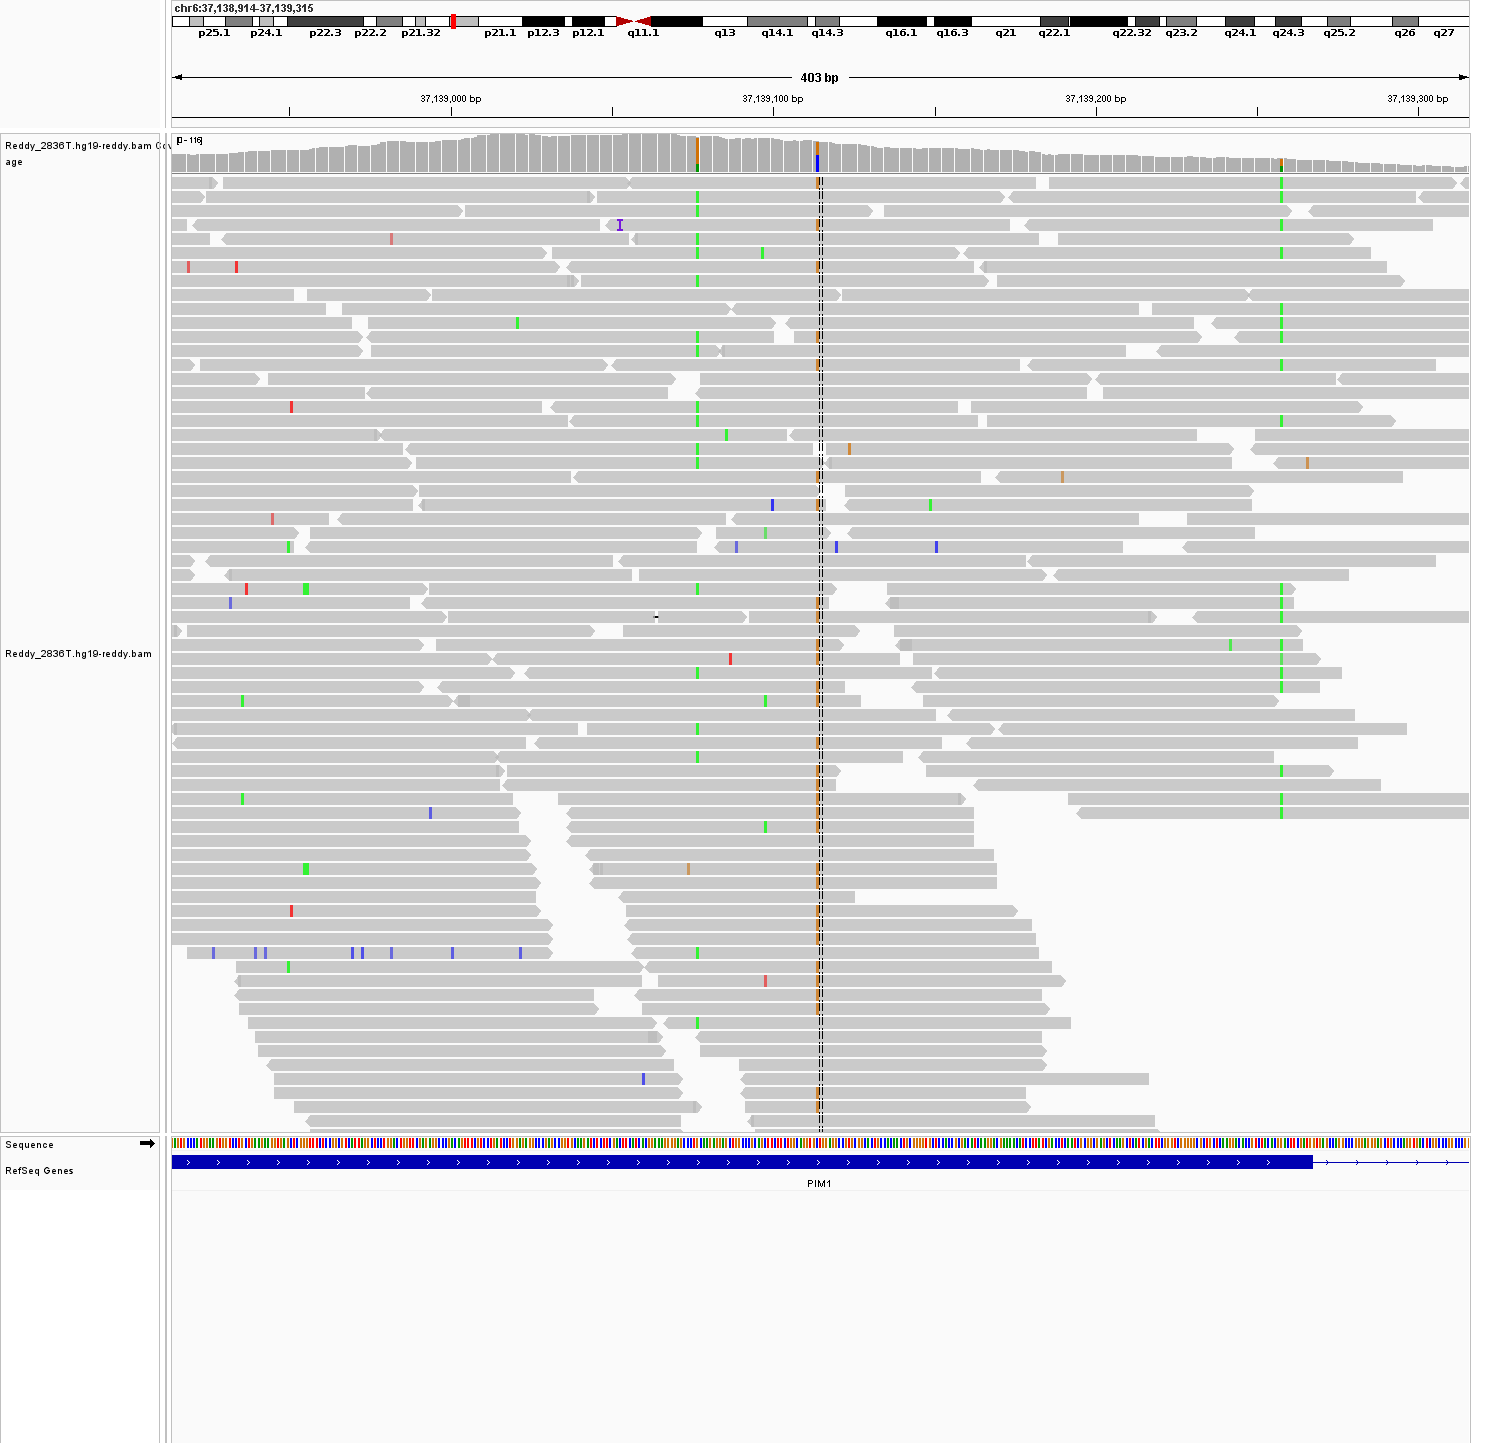 chr6:37,138,914-37,139,315
p25.1 p24.1 p22.3 p22.2 p21.32 p21.1 p12.3 p12.1 q11.1 q13 q14.1 q14.3 q16.1 q16.3 q21 q22.1 q22.32 q23.2 q24.1 q24.3 q25.2 q26 q27
403 bp
37,139,000 bp 37,139,100 bp 37,139,200 bp 37,139,300 bp
[0 - 116]
Reddy_2836T.hg19-reddy.bam Cov
age
Reddy_2836T.hg19-reddy.bam
Sequence
RefSeq Genes
PIM1